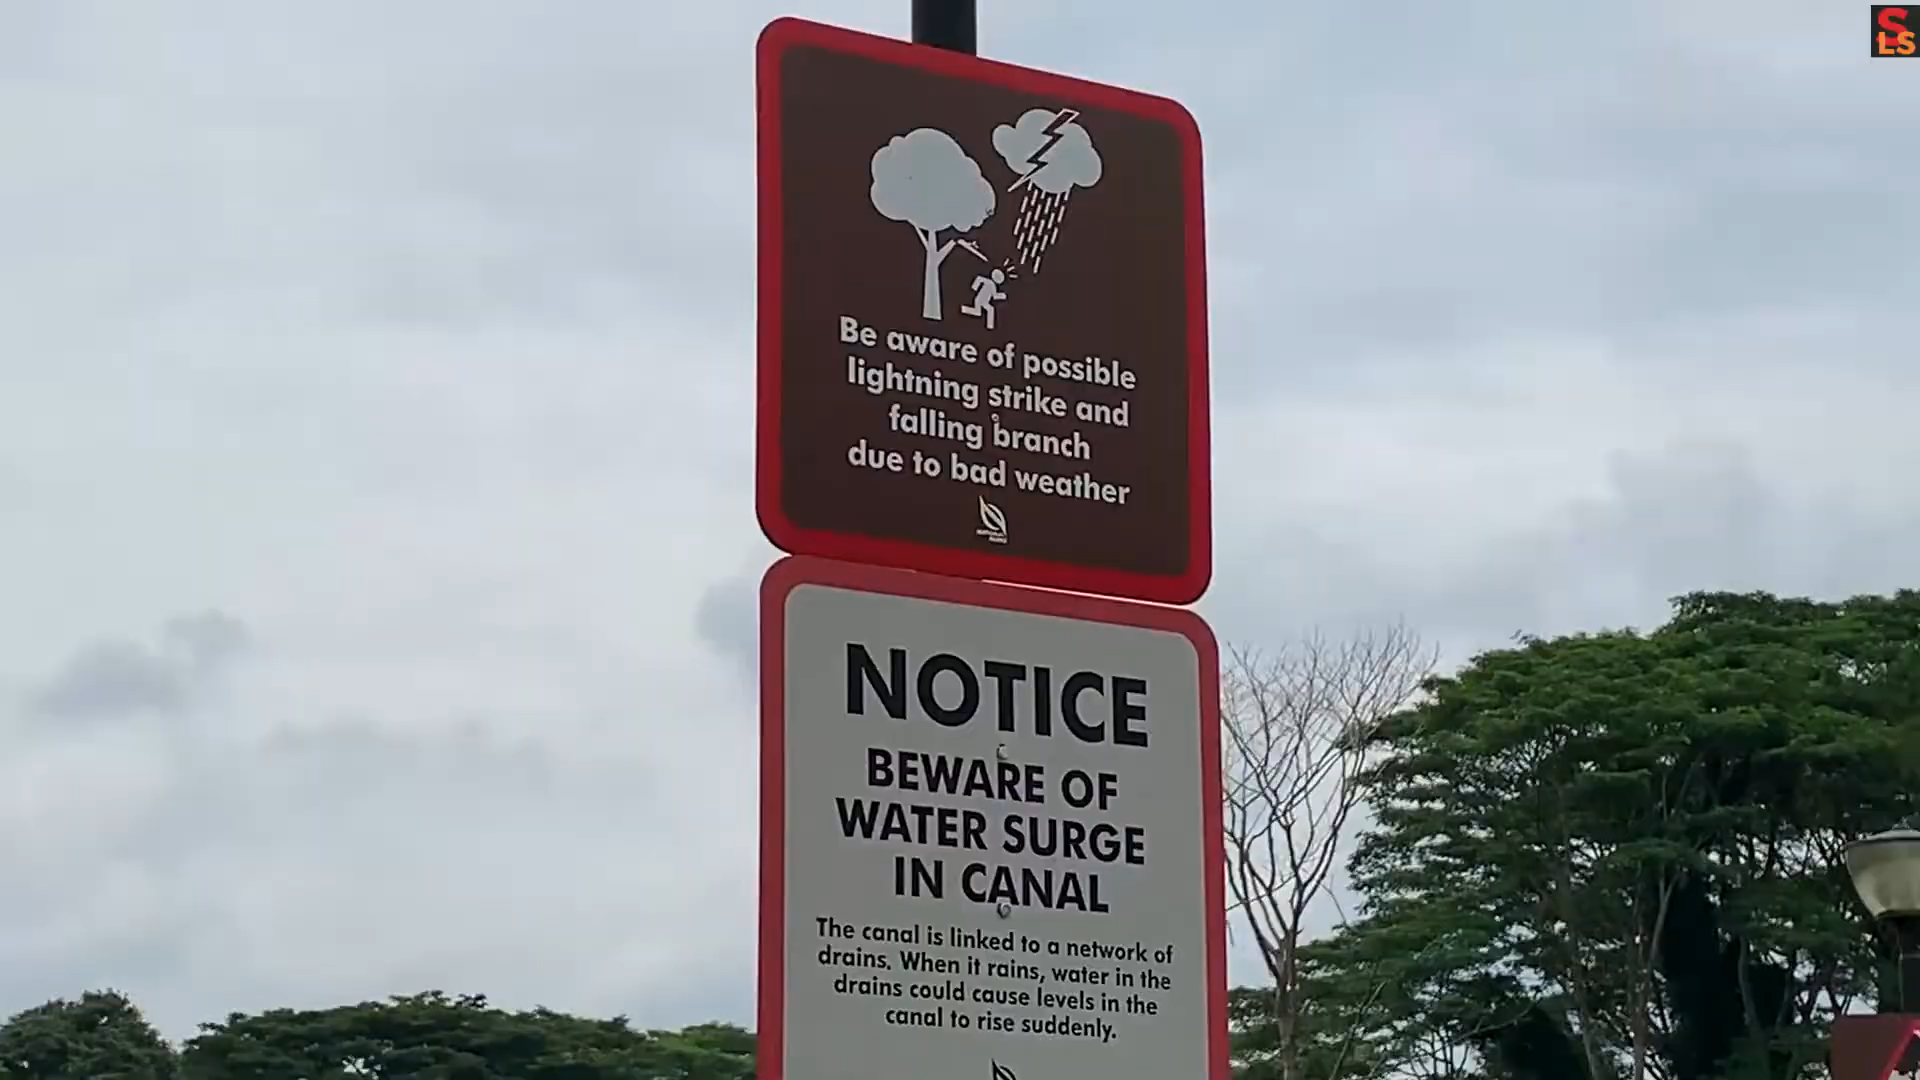 SLS
Be aware of possible
lightning strike and
falling branch
due to bad weather
NOTICE
BEWARE OF
WATER SURGE
IN CANAL
The canal is linked to a network of
drains. When it rains, water in the
drains could cause levels in the
canal to rise suddenly.